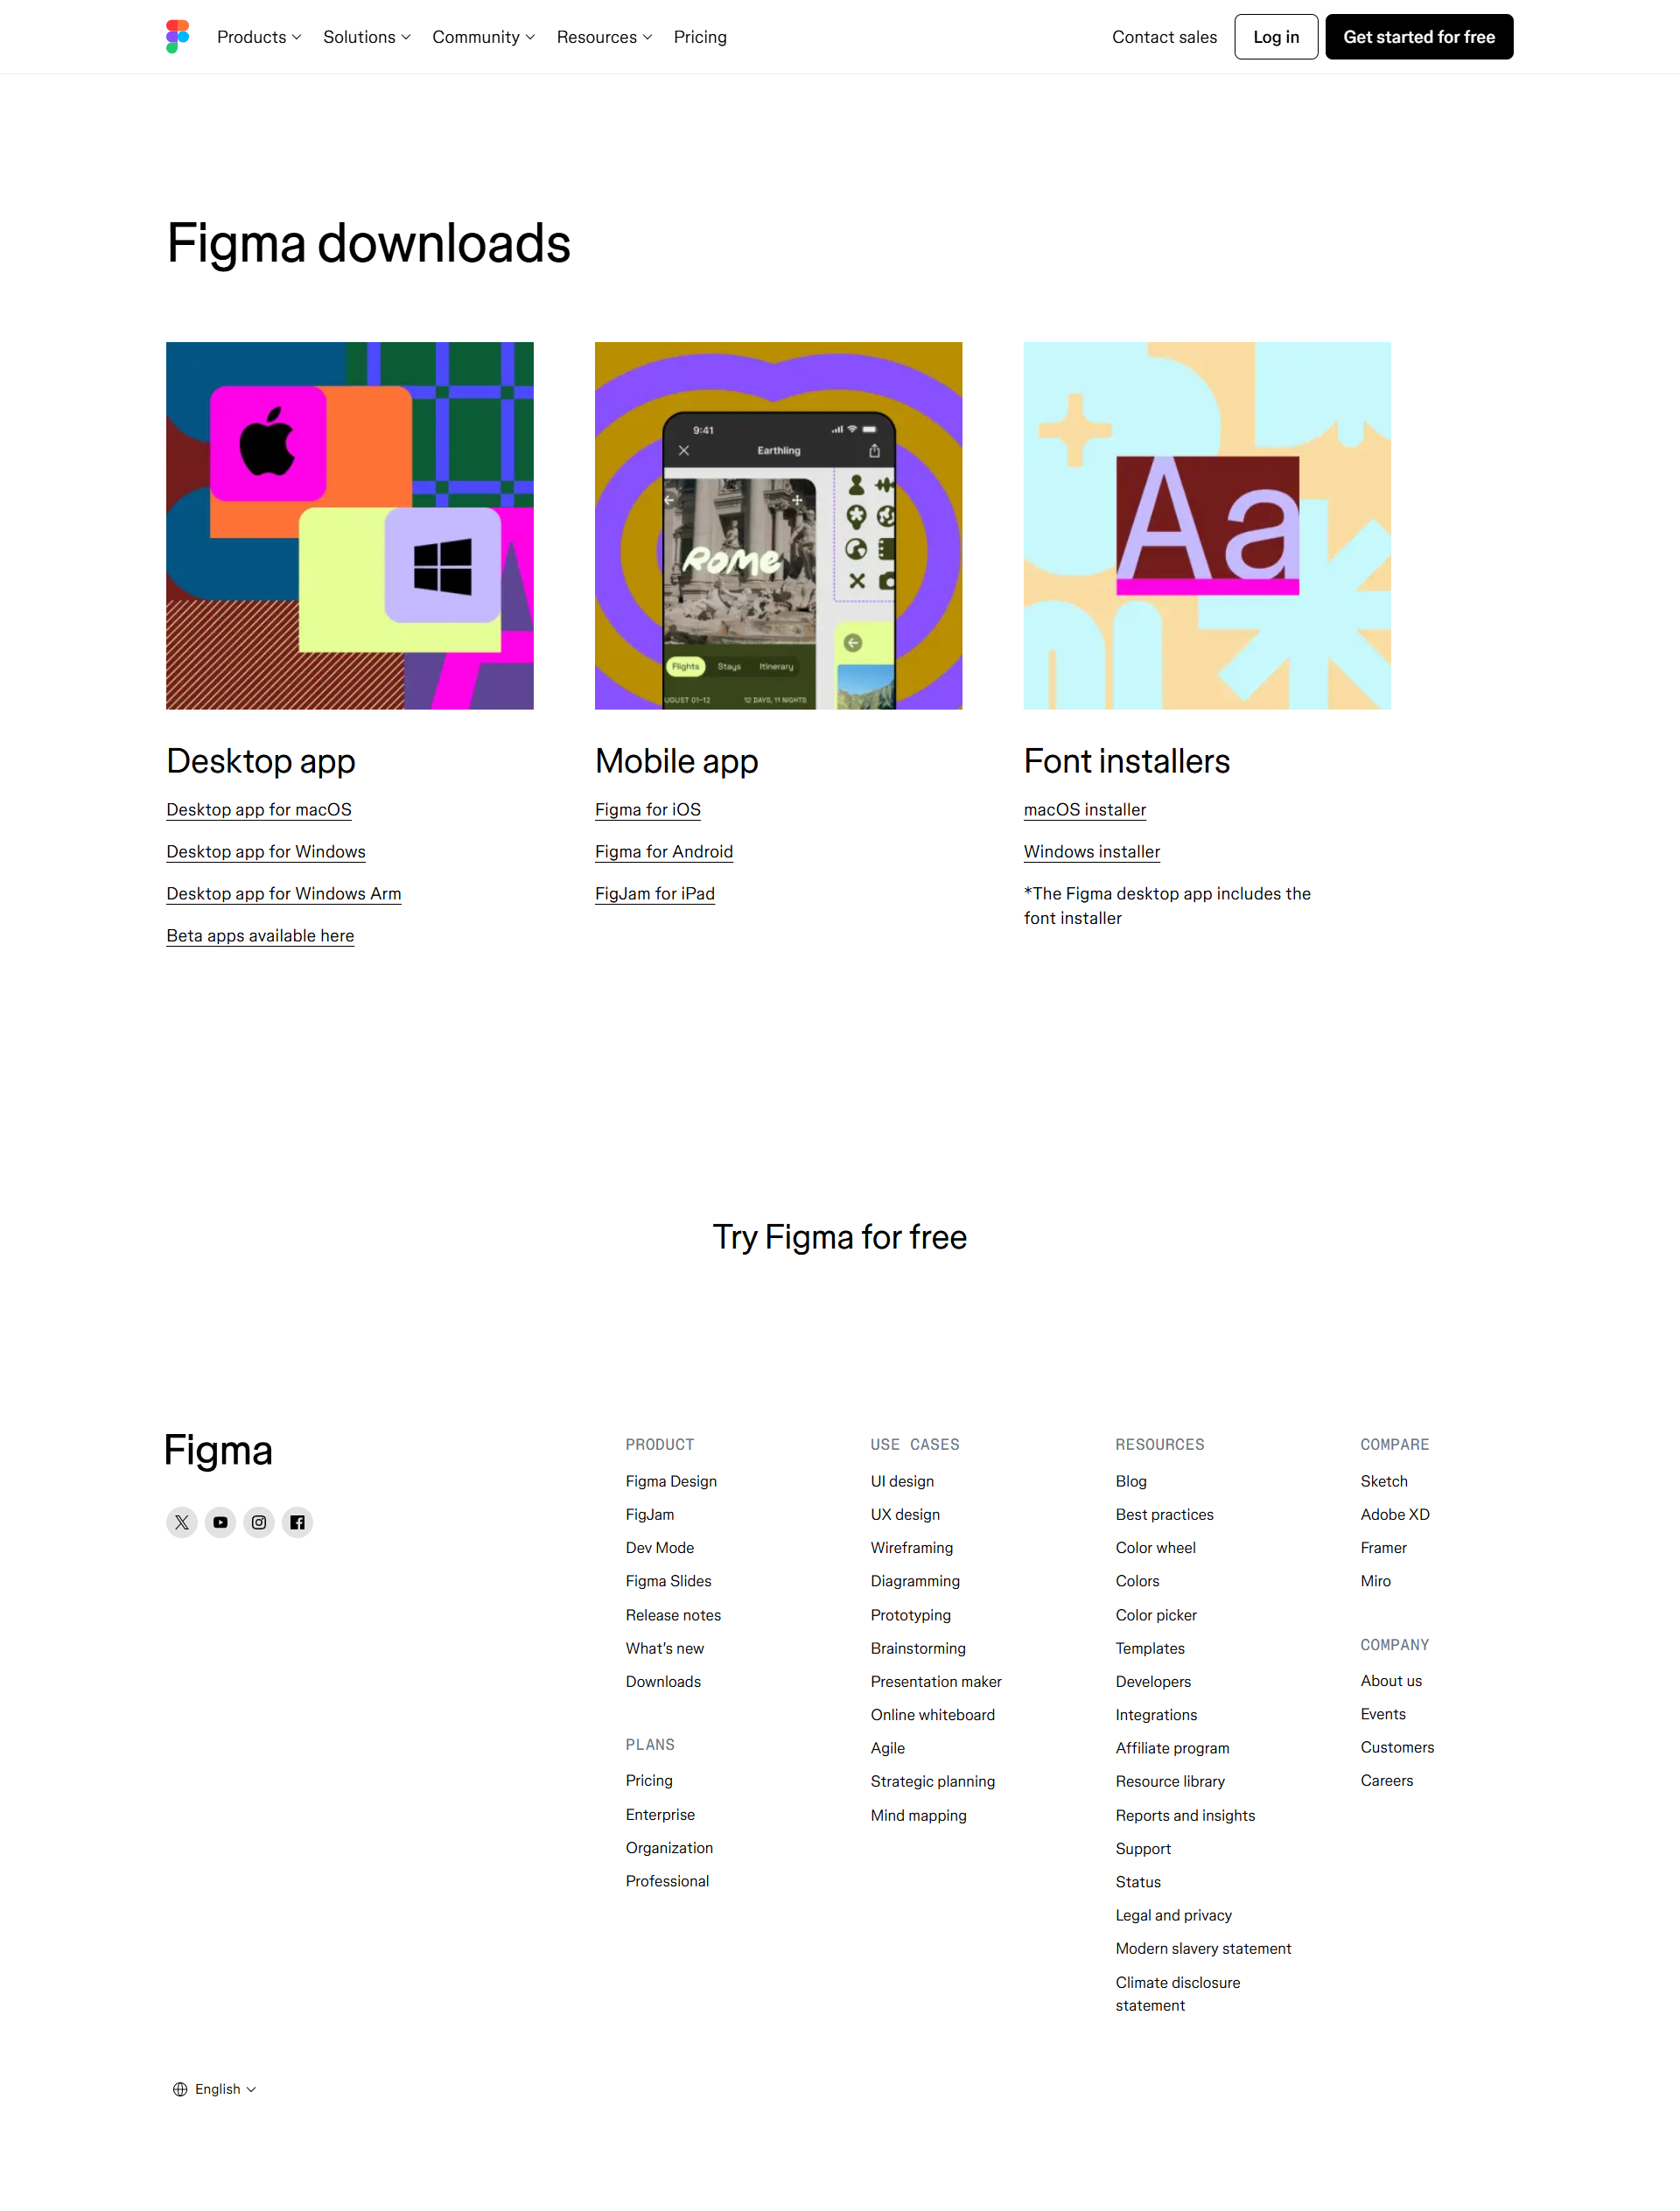 Products
Solutions
Community
Resources
Pricing
Contact sales
Log in
Get started for free
Figma downloads
9:41
Earthling
ROME
Flights
Stays
Itinerary
UGUST 01–12
12 DAYS, 11 NIGHTS
Aa
Desktop app
Desktop app for macOS
Desktop app for Windows
Desktop app for Windows Arm
Beta apps available here
Mobile app
Figma for iOS
Figma for Android
FigJam for iPad
Font installers
macOS installer
Windows installer
*The Figma desktop app includes the
font installer
Try Figma for free
Figma
PRODUCT
Figma Design
FigJam
Dev Mode
Figma Slides
Release notes
What's new
Downloads
PLANS
Pricing
Enterprise
Organization
Professional
USE CASES
UI design
UX design
Wireframing
Diagramming
Prototyping
Brainstorming
Presentation maker
Online whiteboard
Agile
Strategic planning
Mind mapping
RESOURCES
Blog
Best practices
Color wheel
Colors
Color picker
Templates
Developers
Integrations
Affiliate program
Resource library
Reports and insights
Support
Status
Legal and privacy
Modern slavery statement
Climate disclosure
statement
COMPARE
Sketch
Adobe XD
Framer
Miro
COMPANY
About us
Events
Customers
Careers
English